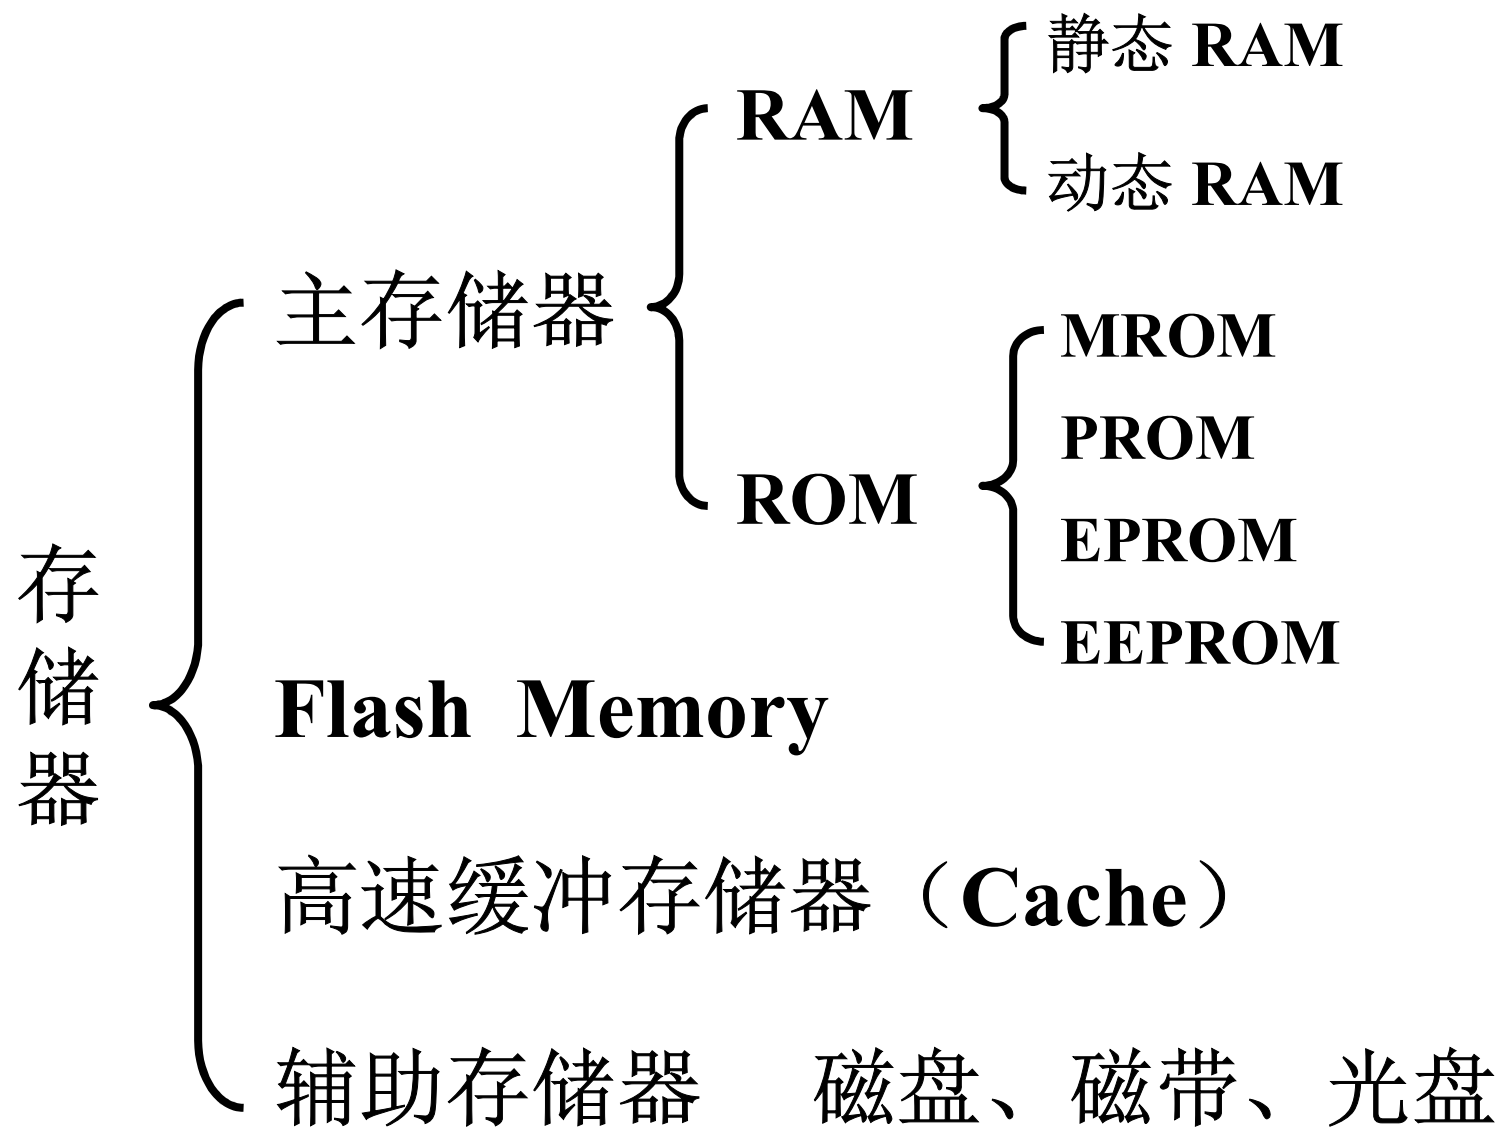 存储器
主存储器
RAM
静态 RAM
动态 RAM
ROM
MROM
PROM
EPROM
EEPROM
Flash Memory
高速缓冲存储器（Cache）
辅助存储器 磁盘、磁带、光盘